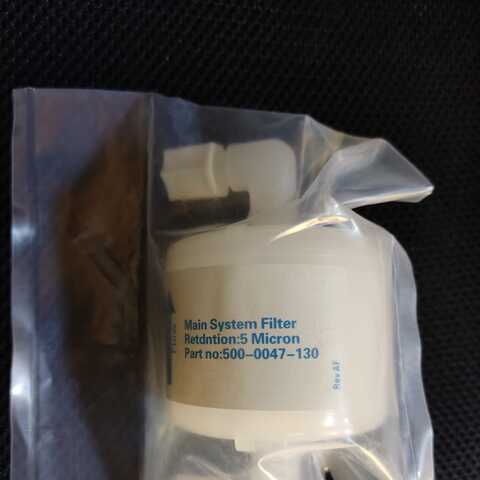 Main System Filter
Retdntion:5 Micron
Part no:500-0047-130
Rev AF